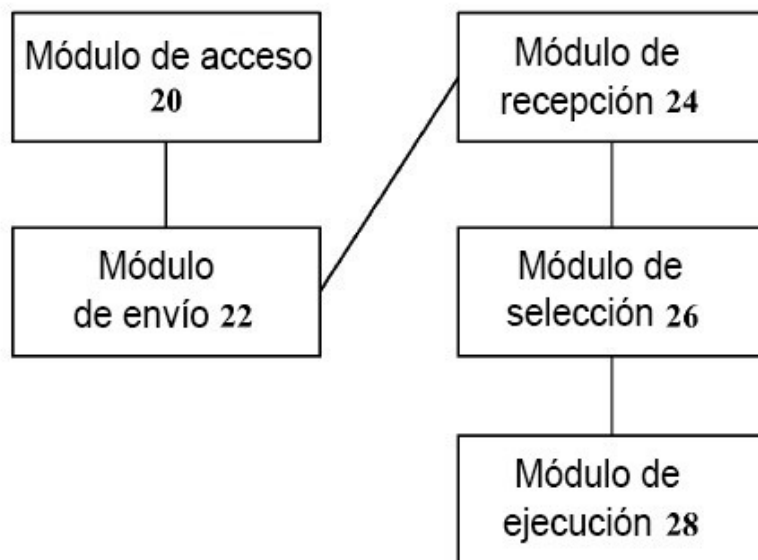 Módulo de acceso
20
Módulo
de envío 22
Módulo de
recepción 24
Módulo de
selección 26
Módulo de
ejecución 28